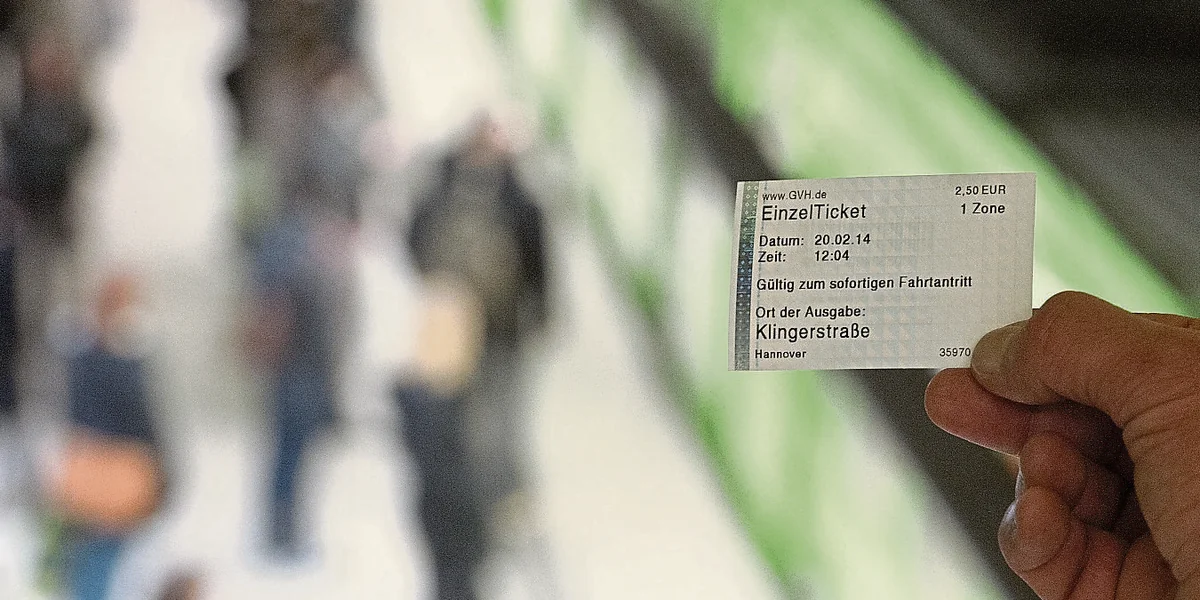 www.GVH.de 2,50 EUR
EinzelTicket 1 Zone
Datum: 20.02.14
Zeit: 12:04
Gültig zum sofortigen Fahrtantritt
Ort der Ausgabe:
Klingerstraße
Hannover 35970